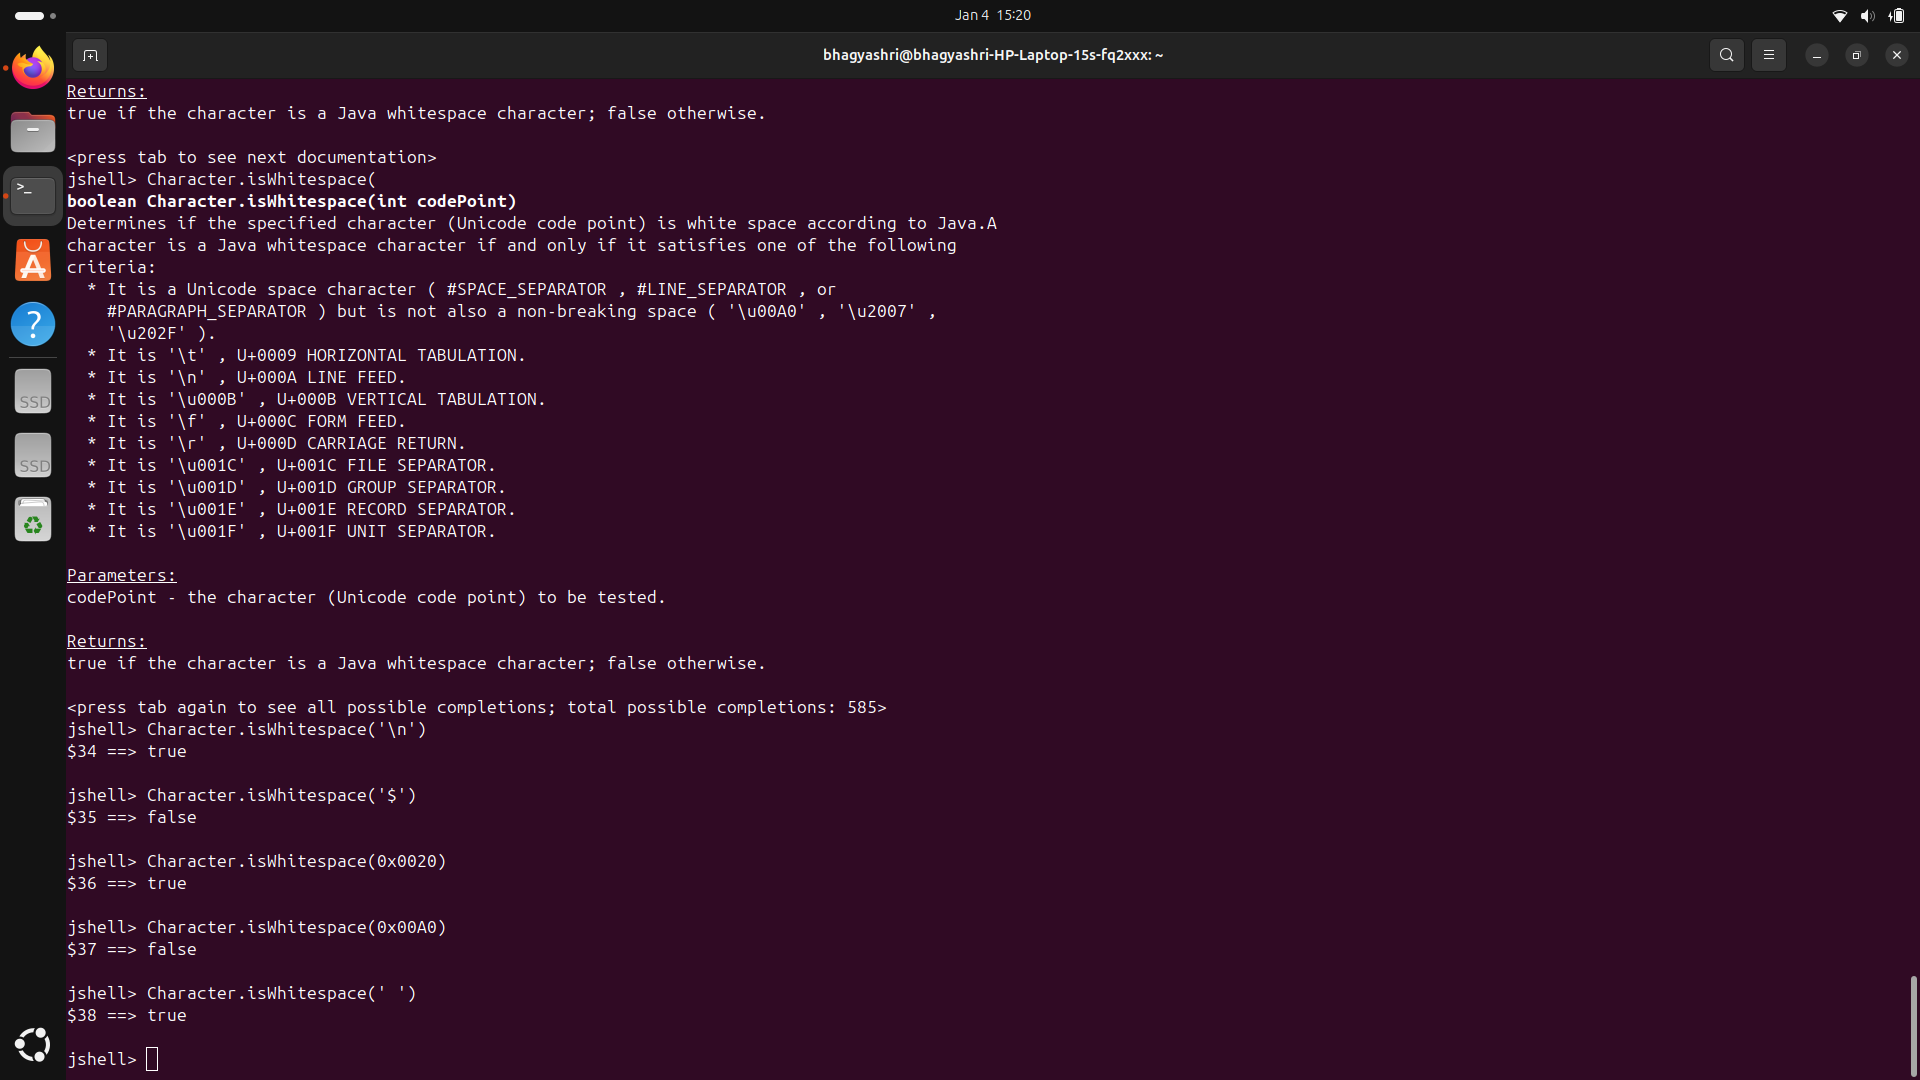 Jan 4 15:20
bhagyashri@bhagyashri-HP-Laptop-15s-fq2xxx: ~
Returns:
true if the character is a Java whitespace character; false otherwise.
<press tab to see next documentation>
jshell> Character.isWhitespace(
boolean Character.isWhitespace(int codePoint)
Determines if the specified character (Unicode code point) is white space according to Java.A
character is a Java whitespace character if and only if it satisfies one of the following
criteria:
* It is a Unicode space character ( #SPACE_SEPARATOR , #LINE_SEPARATOR , or
#PARAGRAPH_SEPARATOR ) but is not also a non-breaking space ( '\u00A0' , '\u2007' ,
'\u202F' ).
* It is '\t' , U+0009 HORIZONTAL TABULATION.
* It is '\n' , U+000A LINE FEED.
* It is '\u000B' , U+000B VERTICAL TABULATION.
* It is '\f' , U+000C FORM FEED.
* It is '\r' , U+000D CARRIAGE RETURN.
* It is '\u001C' , U+001C FILE SEPARATOR.
* It is '\u001D' , U+001D GROUP SEPARATOR.
* It is '\u001E' , U+001E RECORD SEPARATOR.
* It is '\u001F' , U+001F UNIT SEPARATOR.
Parameters:
codePoint - the character (Unicode code point) to be tested.
Returns:
true if the character is a Java whitespace character; false otherwise.
<press tab again to see all possible completions; total possible completions: 585>
jshell> Character.isWhitespace('\n')
$34 ==> true
jshell> Character.isWhitespace('$')
$35 ==> false
jshell> Character.isWhitespace(0x0020)
$36 ==> true
jshell> Character.isWhitespace(0x00A0)
$37 ==> false
jshell> Character.isWhitespace(' ')
$38 ==> true
jshell>
>_
A
?
SSD
SSD